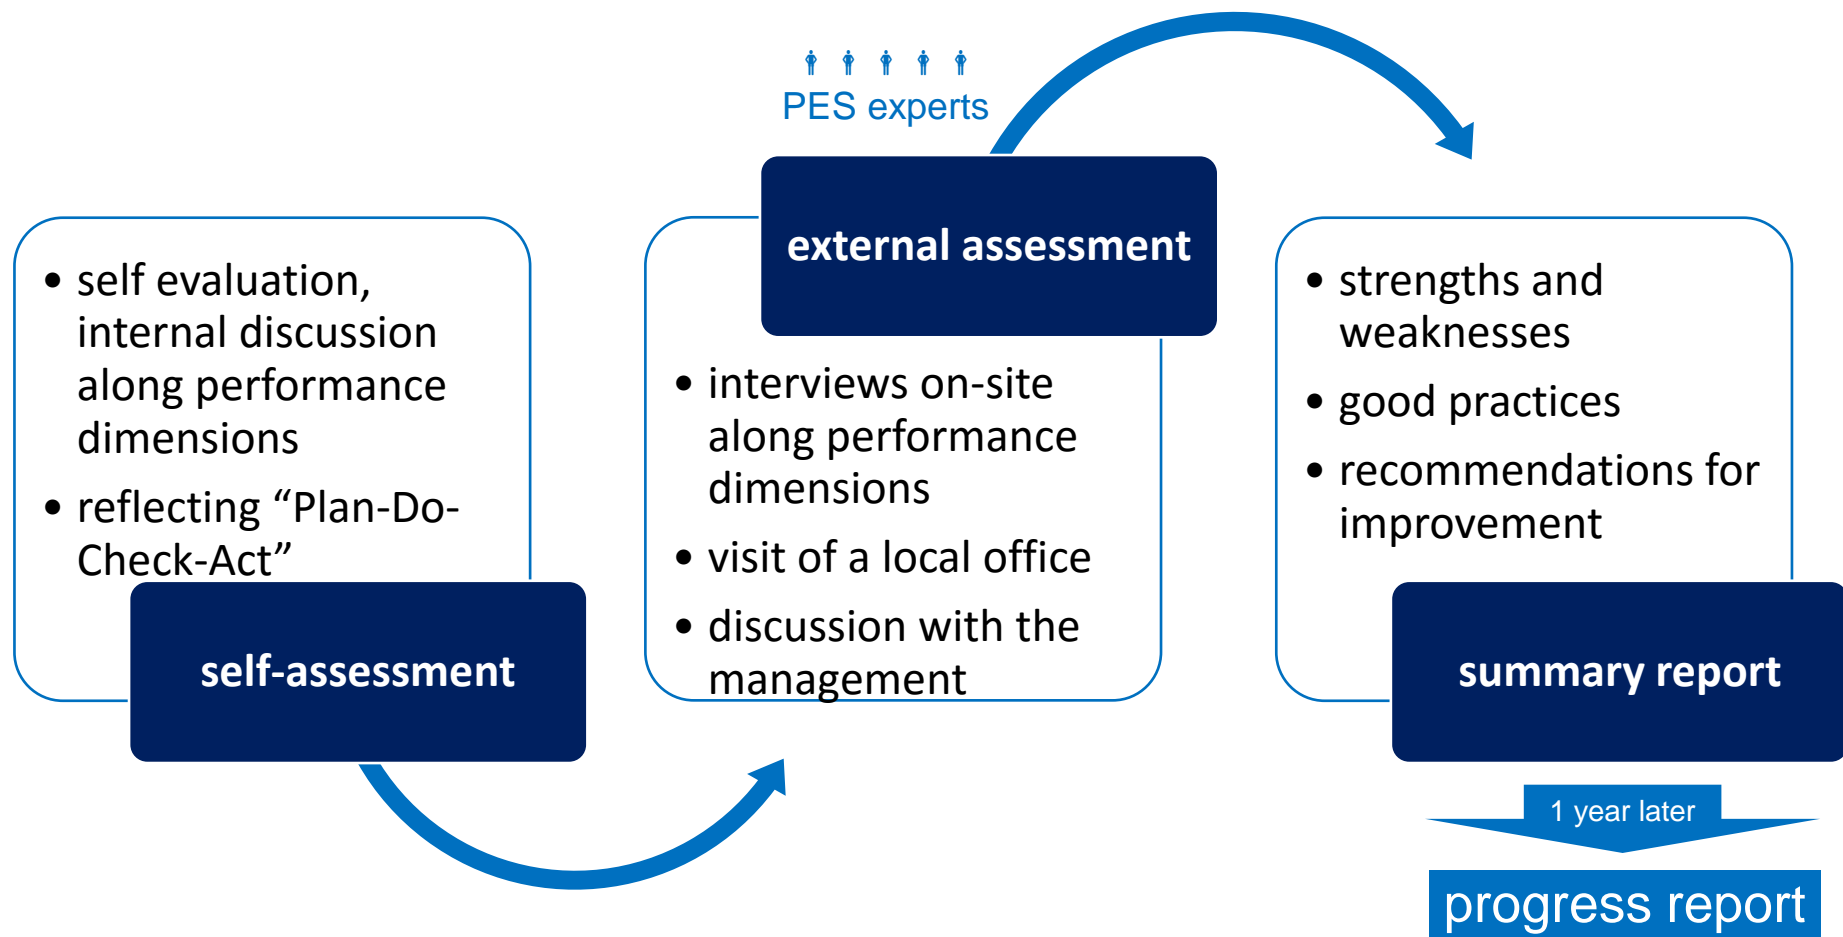 • self evaluation,
internal discussion
along performance
dimensions
• reflecting “Plan-Do-
Check-Act”
self-assessment
PES experts
external assessment
• interviews on-site
along performance
dimensions
• visit of a local office
• discussion with the
management
• strengths and
weaknesses
• good practices
• recommendations for
improvement
summary report
1 year later
progress report